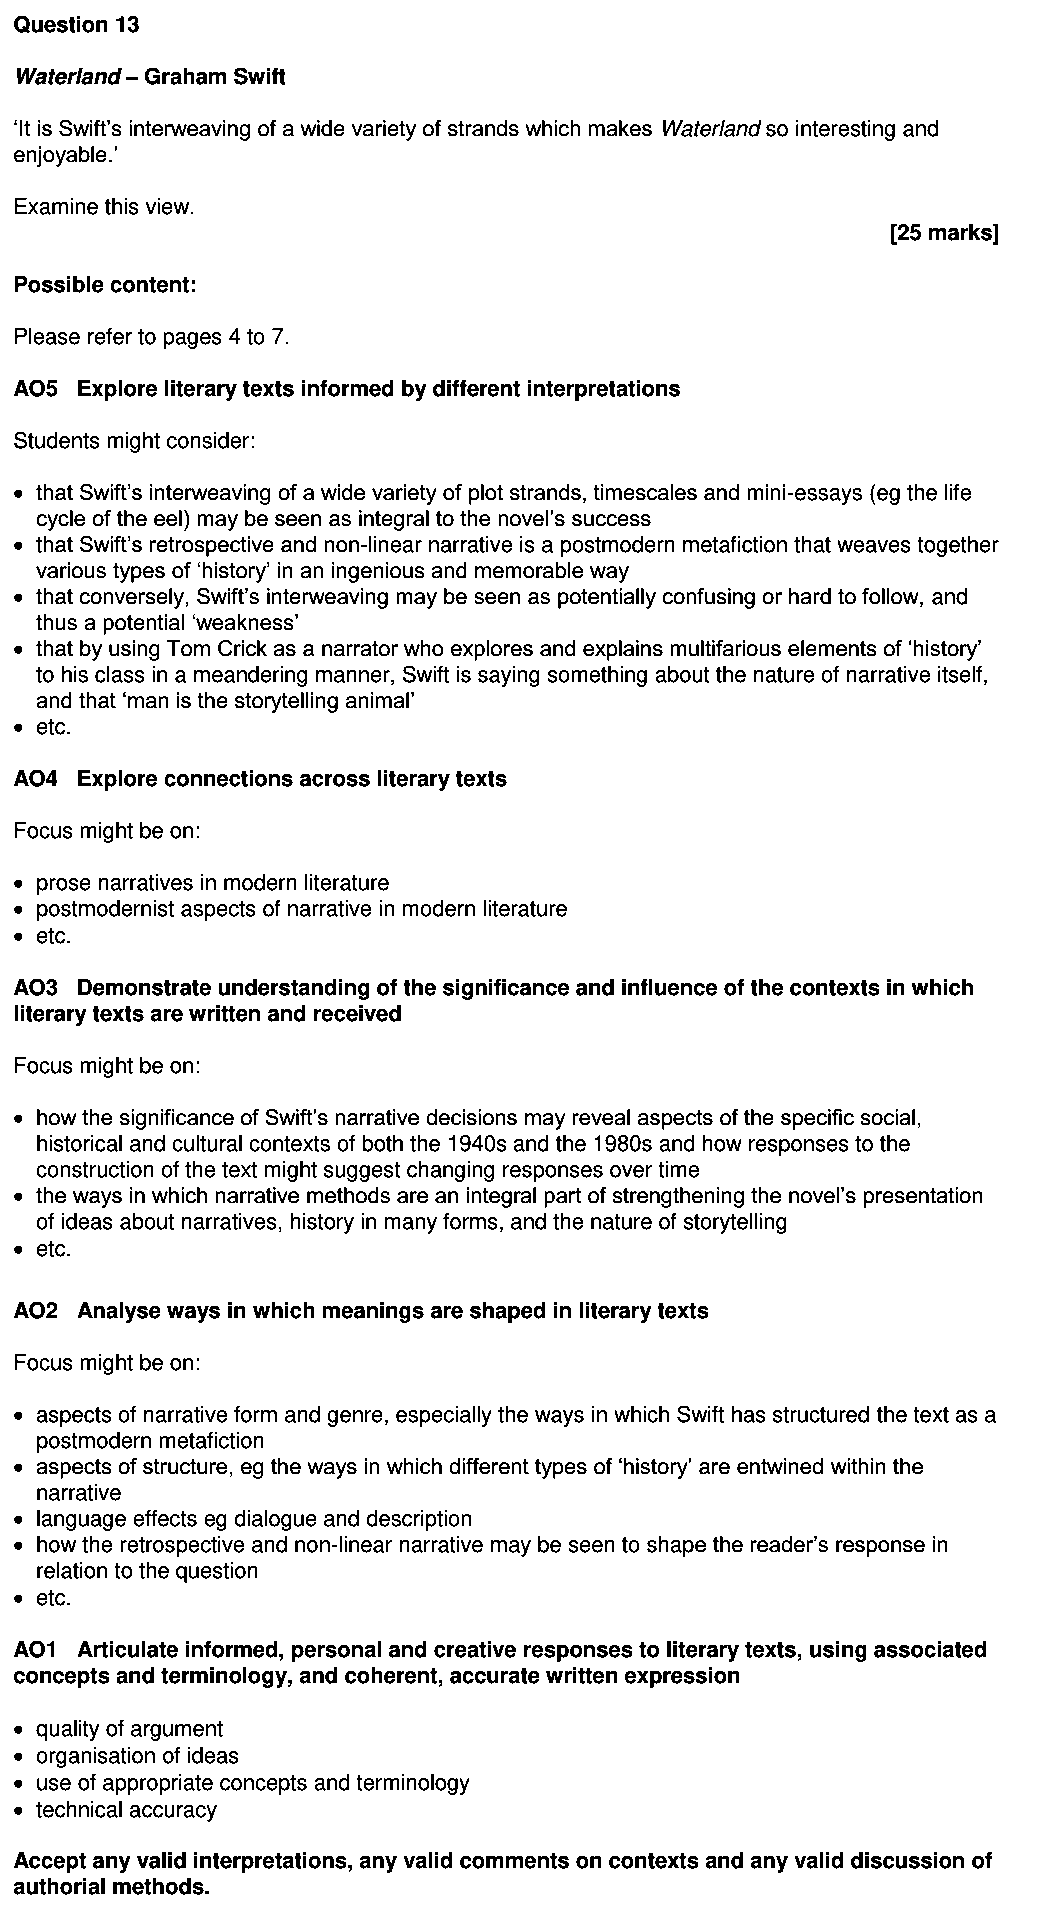 Question 13
Waterland – Graham Swift
‘It is Swift’s interweaving of a wide variety of strands which makes Waterland so interesting and
enjoyable.’
Examine this view.
[25 marks]
Possible content:
Please refer to pages 4 to 7.
AO5 Explore literary texts informed by different interpretations
Students might consider:
• that Swift’s interweaving of a wide variety of plot strands, timescales and mini-essays (eg the life
cycle of the eel) may be seen as integral to the novel’s success
• that Swift’s retrospective and non-linear narrative is a postmodern metafiction that weaves together
various types of ‘history’ in an ingenious and memorable way
• that conversely, Swift’s interweaving may be seen as potentially confusing or hard to follow, and
thus a potential ‘weakness’
• that by using Tom Crick as a narrator who explores and explains multifarious elements of ‘history’
to his class in a meandering manner, Swift is saying something about the nature of narrative itself,
and that ‘man is the storytelling animal’
• etc.
AO4 Explore connections across literary texts
Focus might be on:
• prose narratives in modern literature
• postmodernist aspects of narrative in modern literature
• etc.
AO3 Demonstrate understanding of the significance and influence of the contexts in which
literary texts are written and received
Focus might be on:
• how the significance of Swift’s narrative decisions may reveal aspects of the specific social,
historical and cultural contexts of both the 1940s and the 1980s and how responses to the
construction of the text might suggest changing responses over time
• the ways in which narrative methods are an integral part of strengthening the novel’s presentation
of ideas about narratives, history in many forms, and the nature of storytelling
• etc.
AO2 Analyse ways in which meanings are shaped in literary texts
Focus might be on:
• aspects of narrative form and genre, especially the ways in which Swift has structured the text as a
postmodern metafiction
• aspects of structure, eg the ways in which different types of ‘history’ are entwined within the
narrative
• language effects eg dialogue and description
• how the retrospective and non-linear narrative may be seen to shape the reader’s response in
relation to the question
• etc.
AO1 Articulate informed, personal and creative responses to literary texts, using associated
concepts and terminology, and coherent, accurate written expression
• quality of argument
• organisation of ideas
• use of appropriate concepts and terminology
• technical accuracy
Accept any valid interpretations, any valid comments on contexts and any valid discussion of
authorial methods.